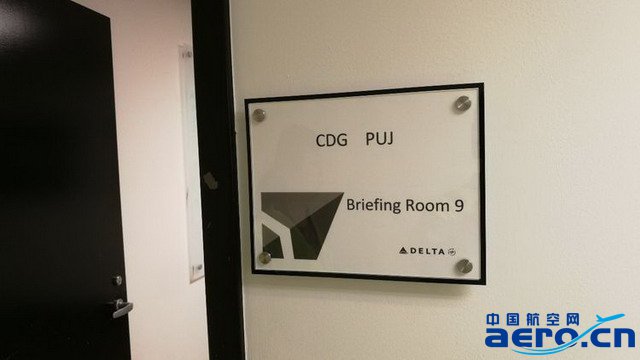 CDG PUJ
Briefing Room 9
DELTA
中国航空网
aero.cn